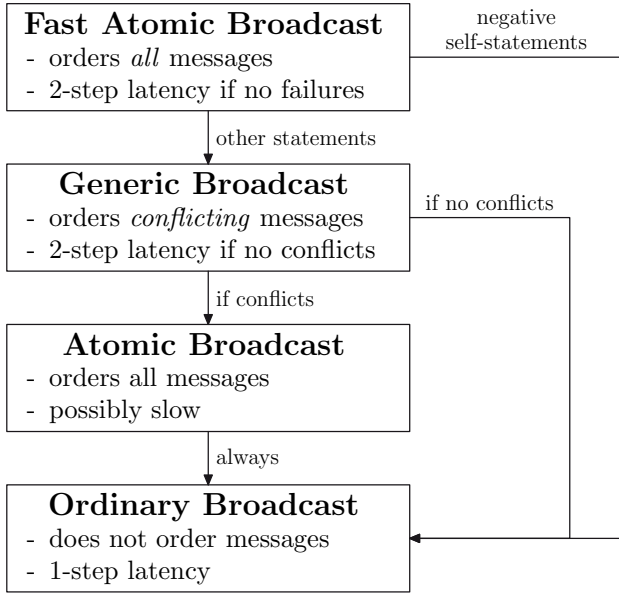 Fast Atomic Broadcast
- orders all messages
- 2-step latency if no failures
negative
self-statements
other statements
Generic Broadcast
- orders conflicting messages
- 2-step latency if no conflicts
if no conflicts
if conflicts
Atomic Broadcast
- orders all messages
- possibly slow
always
Ordinary Broadcast
- does not order messages
- 1-step latency